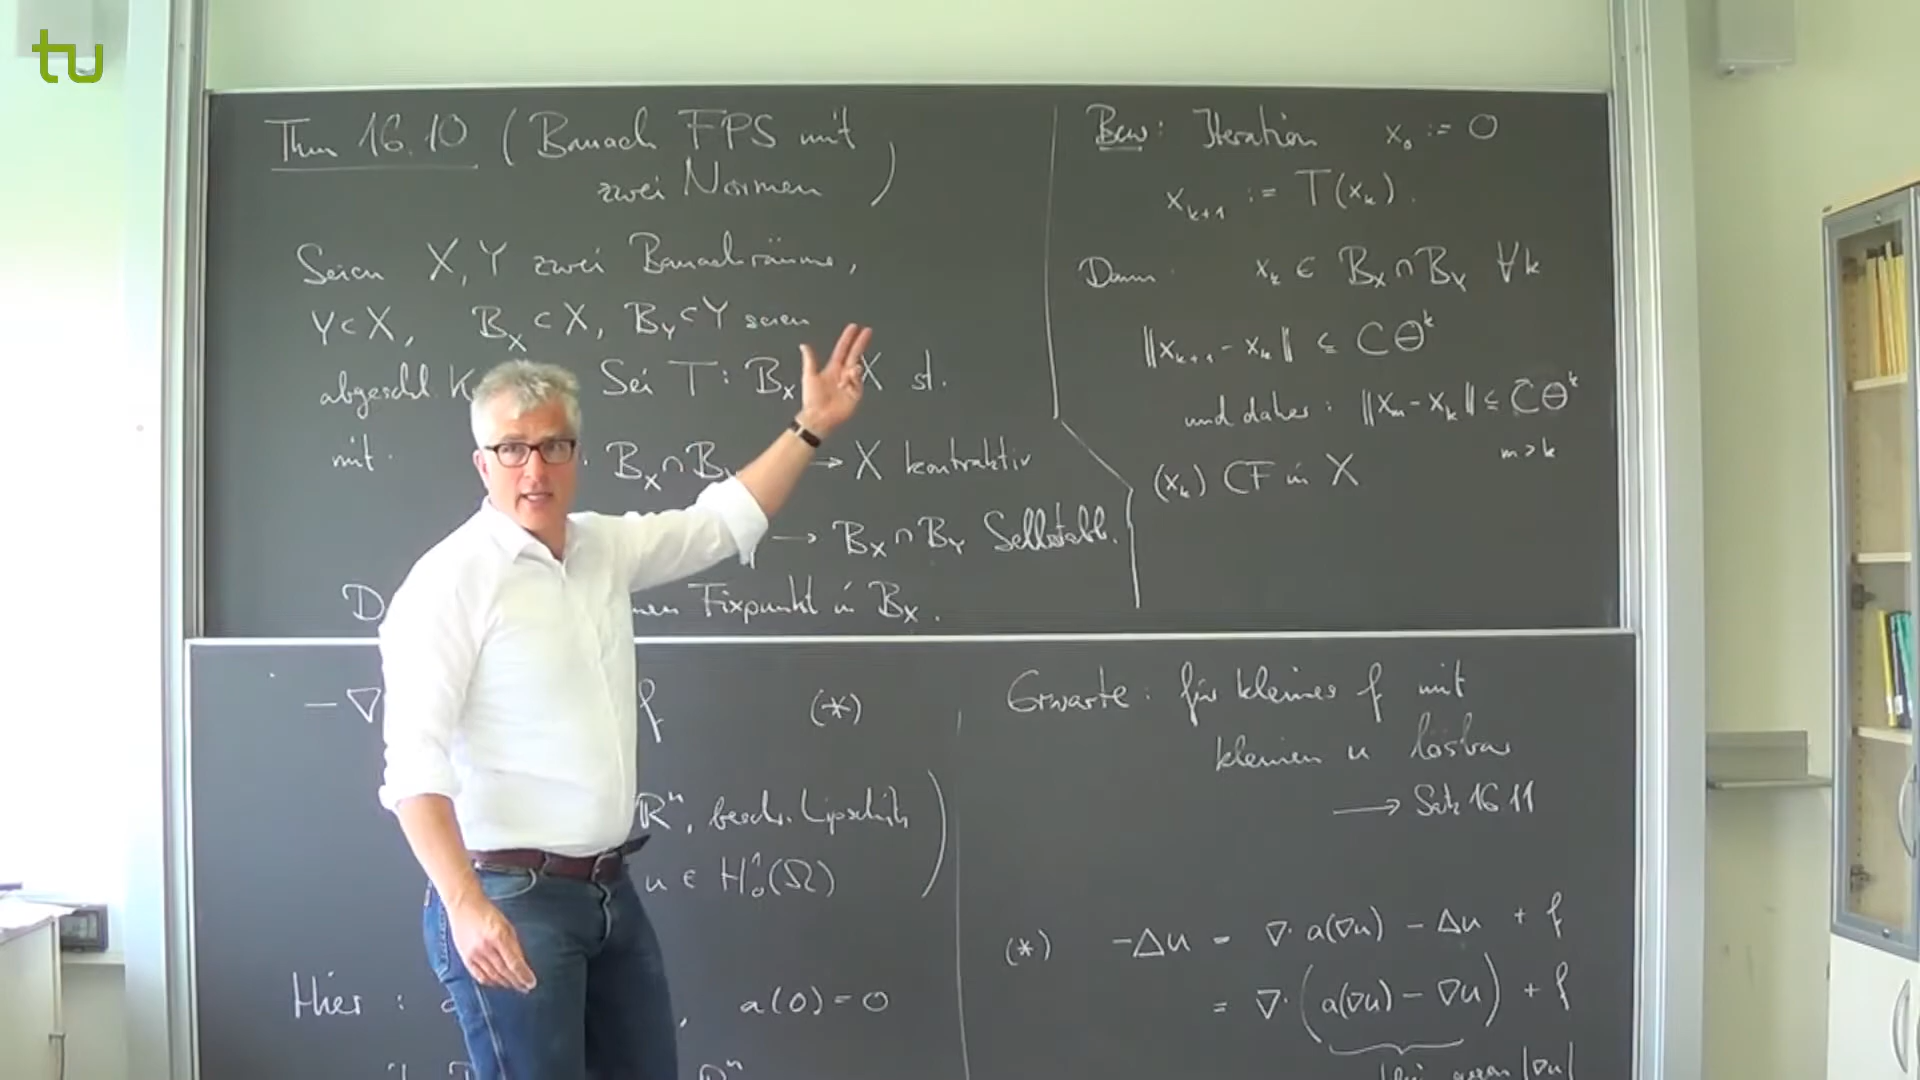 tu
Thm 16.10 (Banach FPS mit
zwei Normen)
Seien X, Y zwei Banachräume,
Y ⊂ X, B_X ⊂ X, B_Y ⊂ Y seien
abgeschl. Sei T : B_X X st.
mit B_X ∩ B_Y → X kontraktiv
→ B_X ∩ B_Y Selbstabb.
Fixpunkt in B_X.
Bew: Iteration x_0 := 0
x_{k+1} := T(x_k).
Dann x_k ∈ B_X ∩ B_Y ∀k
‖x_{k+1} - x_k‖ ≤ CΘ^k
und daher: ‖x_m - x_k‖ ≤ C̃Θ^k
m > k
(x_k) CF in X
-∇ f (*)
ℝ^n, beschr. Lipschitz
u ∈ H^1_0(Ω) )
Hier : , a(0) = 0
ℝ^n
Erwarte: für kleines f mit
kleinen u lösbar
⟶ Satz 16.11
(*) -Δu = ∇· a(∇u) - Δu + f
= ∇· (a(∇u) - ∇u) + f
|∇u|